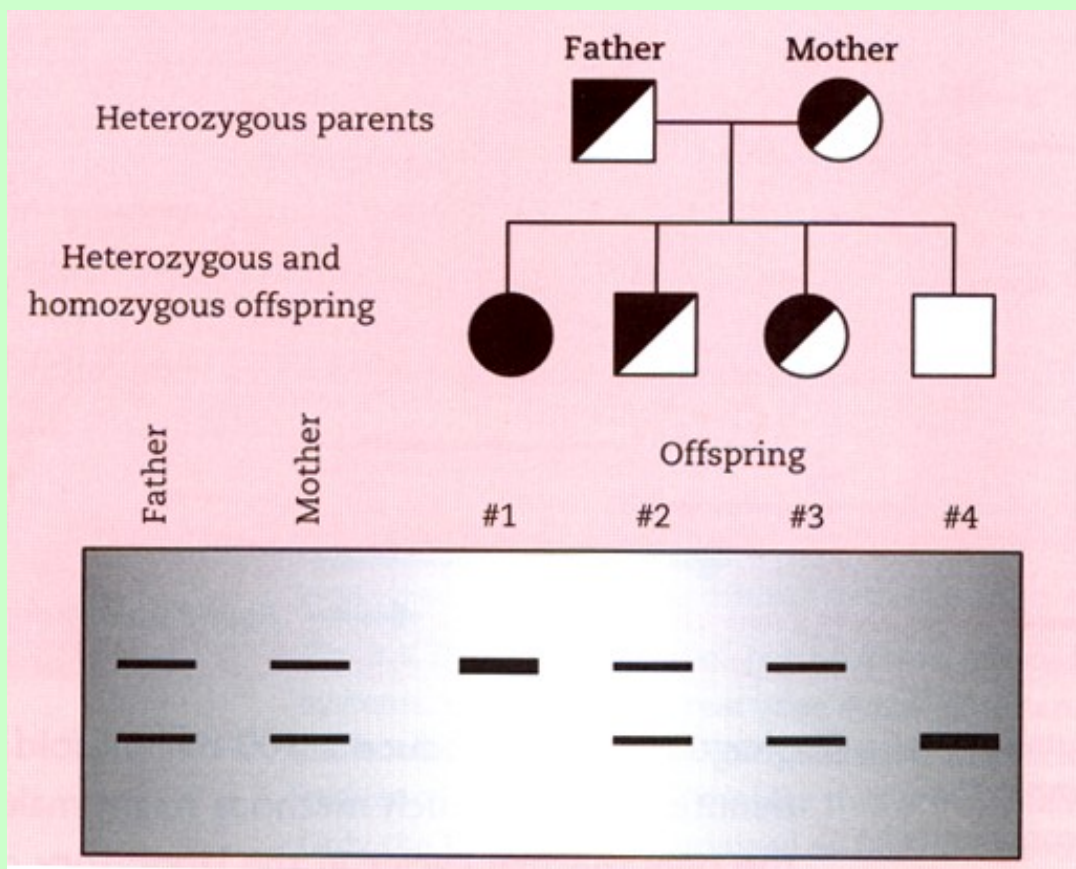 Father
Mother
Heterozygous parents
Heterozygous and
homozygous offspring
Father
Mother
Offspring
#1
#2
#3
#4